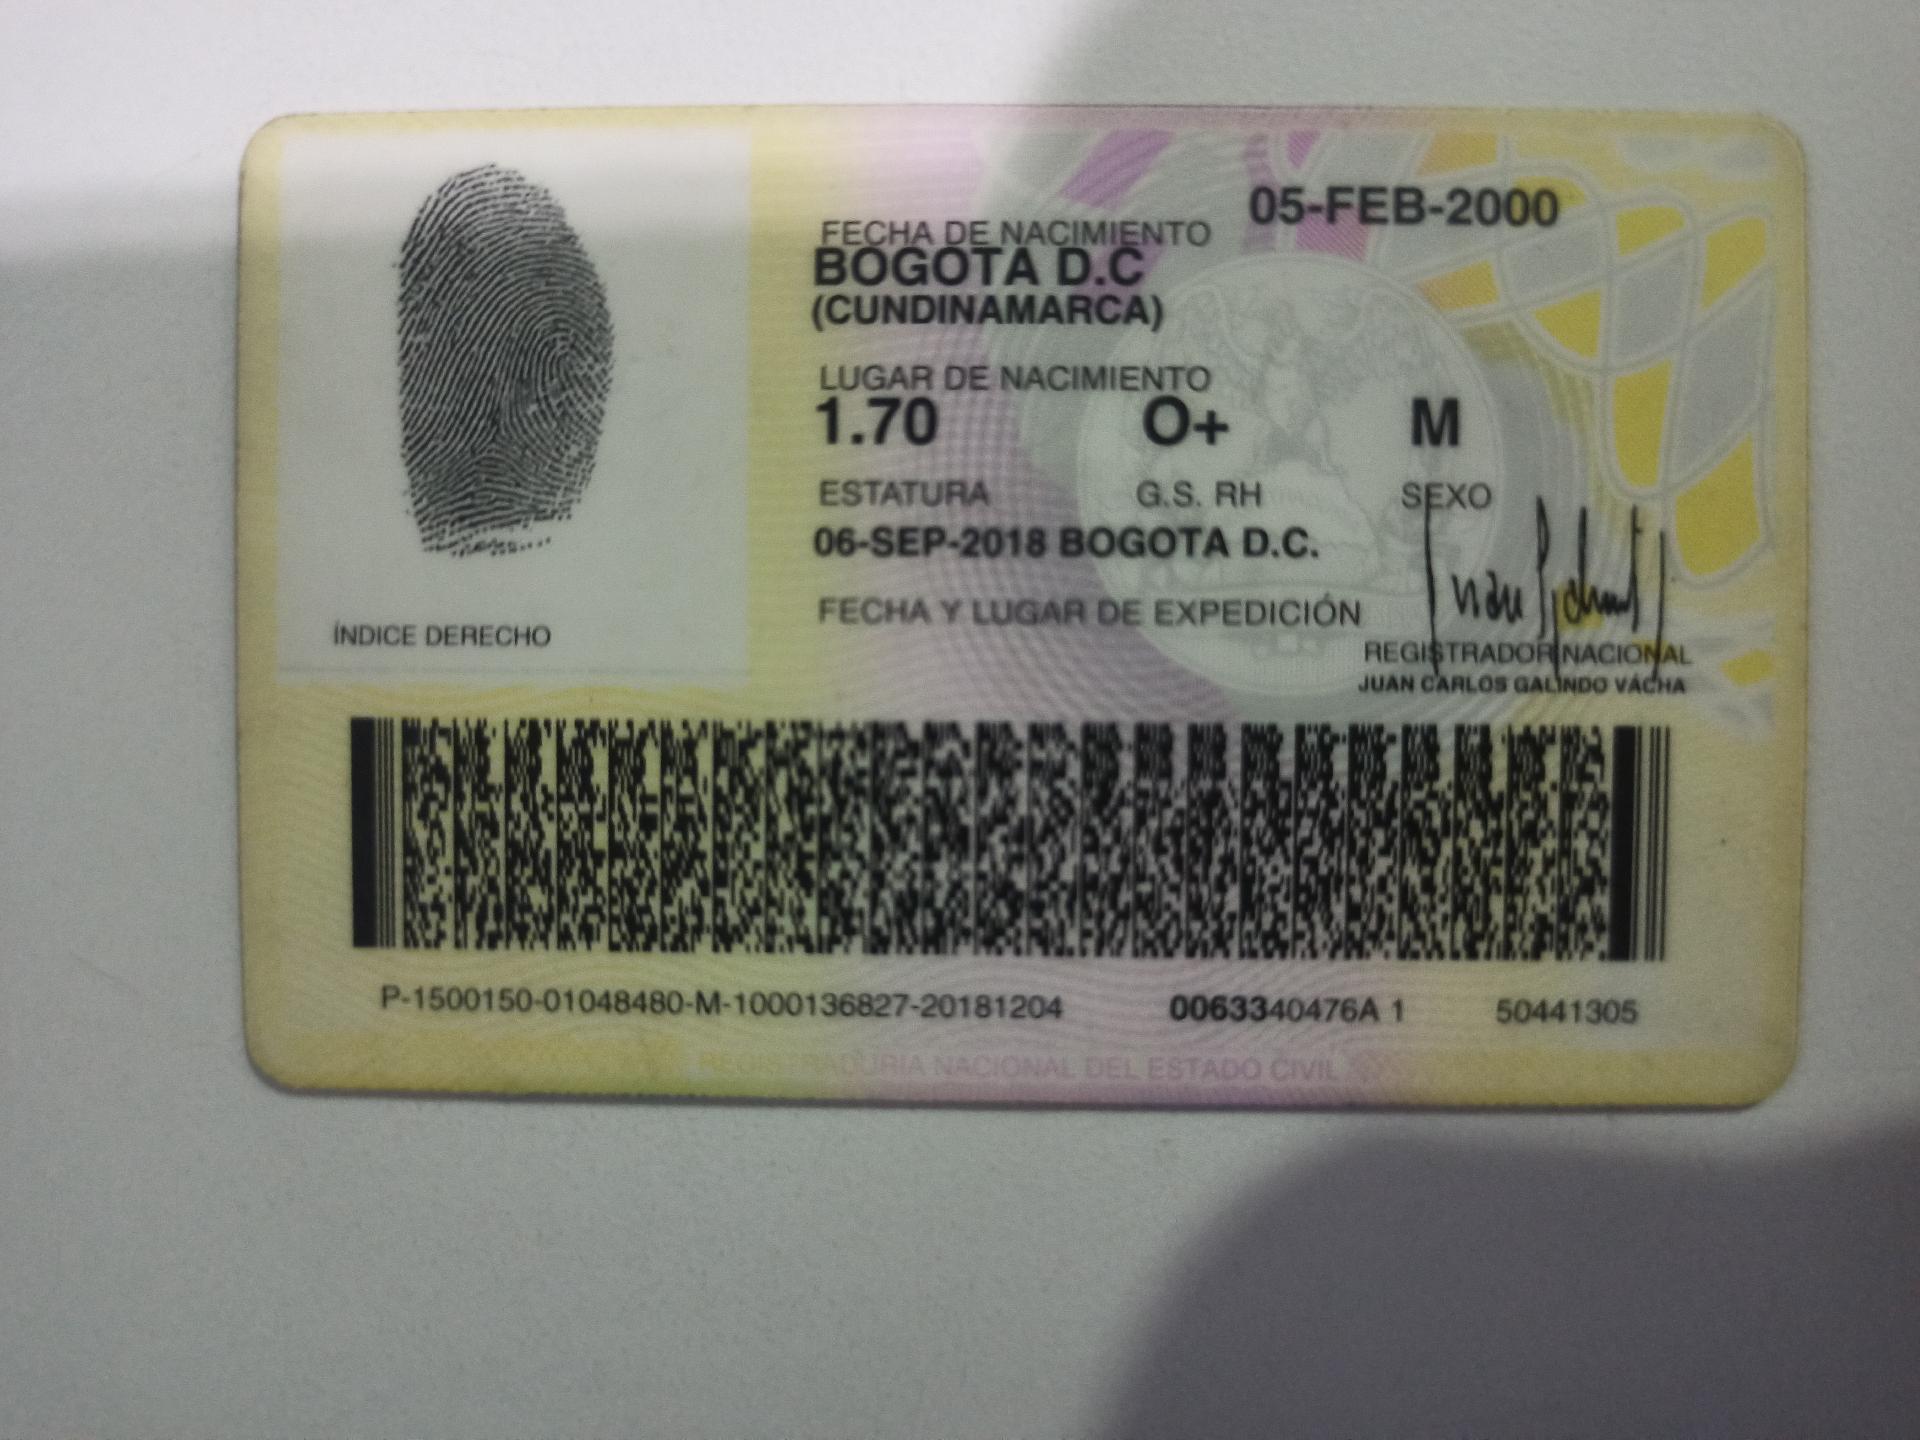 05-FEB-2000
FECHA DE NACIMIENTO
BOGOTA D.C
(CUNDINAMARCA)
LUGAR DE NACIMIENTO
1.70 O+ M
ESTATURA G.S. RH SEXO
06-SEP-2018 BOGOTA D.C.
FECHA Y LUGAR DE EXPEDICIÓN
ÍNDICE DERECHO
REGISTRADOR NACIONAL
JUAN CARLOS GALINDO VÁCHA
P-1500150-01048480-M-1000136827-20181204 0063340476A 1 50441305
REGISTRADURIA NACIONAL DEL ESTADO CIVIL